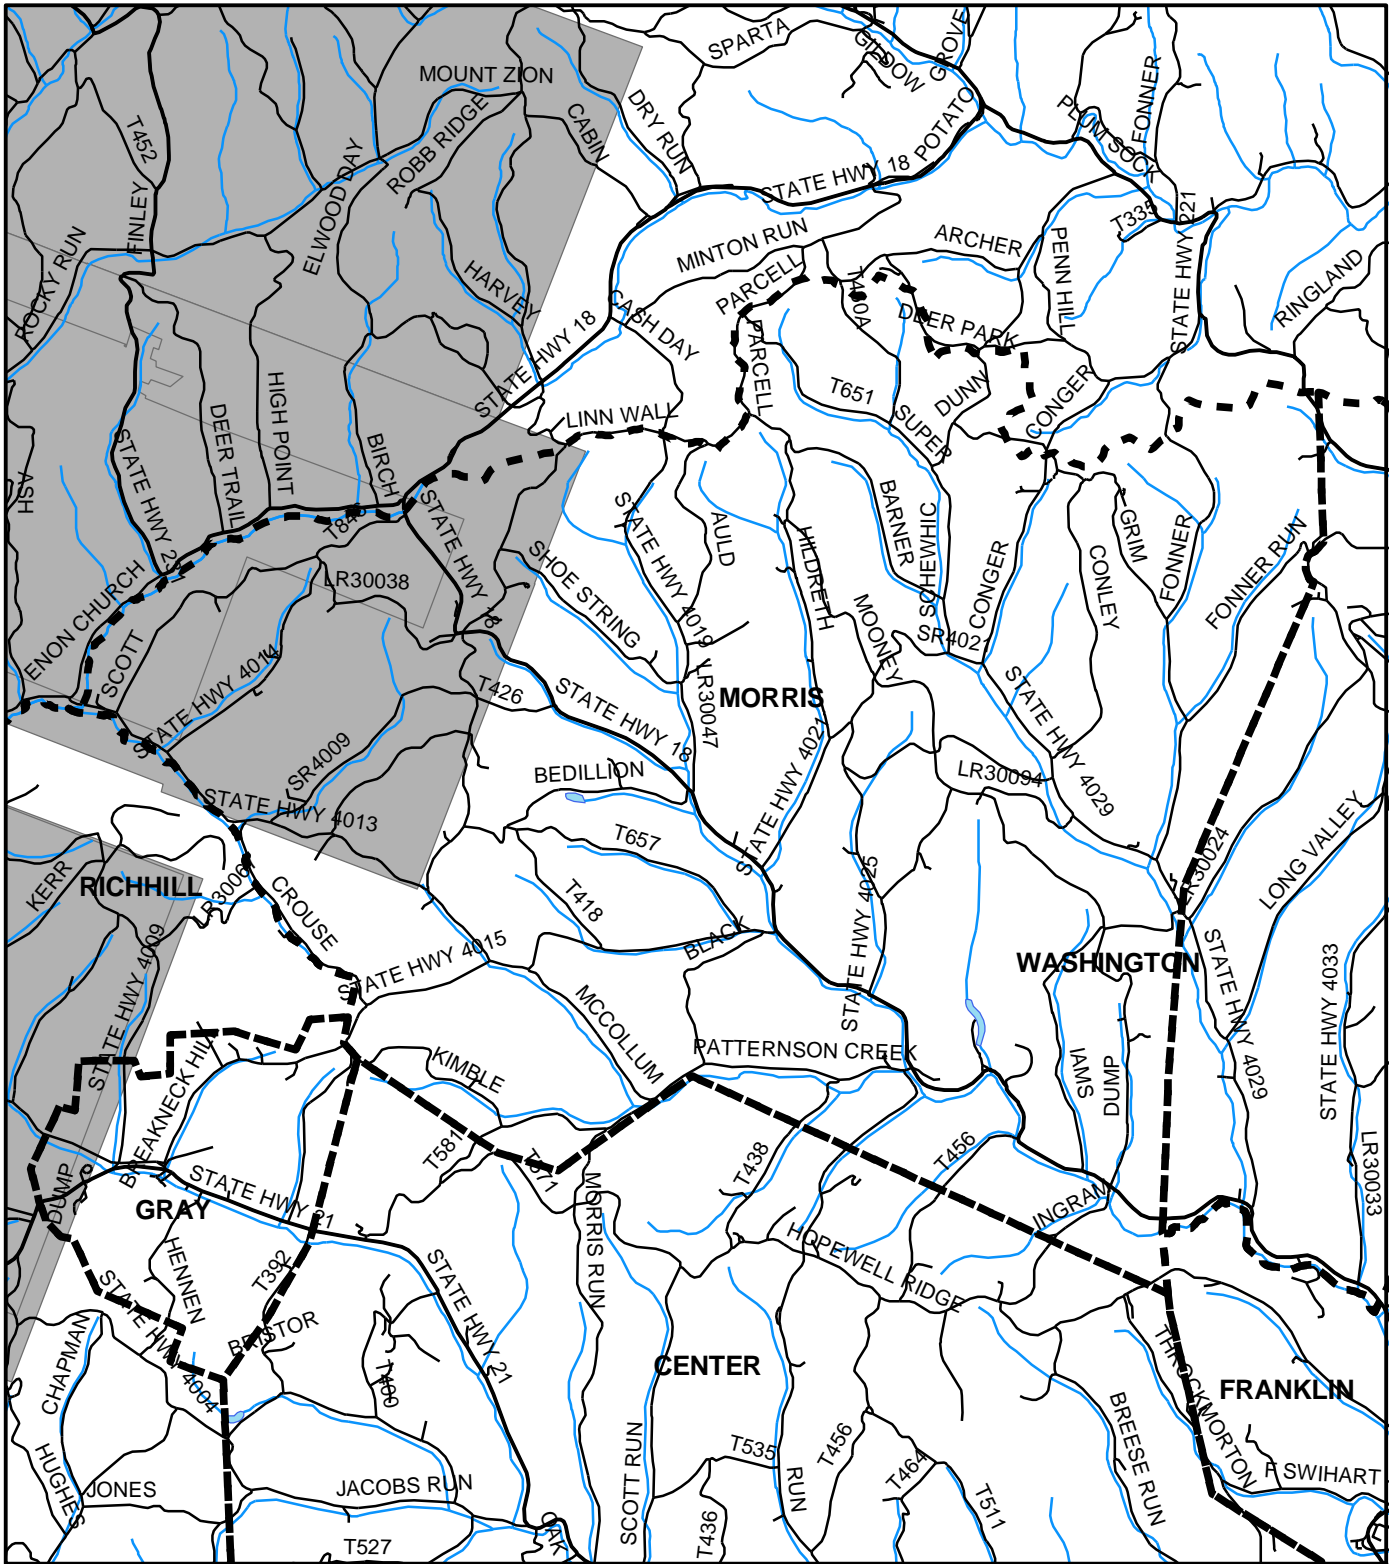 SPARTA
GILDOW
GROVE
MOUNT ZION
DRY RUN
CABIN
ROBB RIDGE
T452
PLUM SOCK
FONNER
POTATO
STATE HWY 18
FINLEY
ELWOOD DAY
ROCKY RUN
HARVEY
MINTON RUN
PARCELL
ARCHER
PENN HILL
T335
STATE HWY 221
RINGLAND
CASH DAY
T400A
DEER PARK
STATE HWY 18
PARCELL
T651
DUNN
CONGER
SUPER
LINN WALL
HIGH POINT
DEER TRAIL
BIRCH
STATE HWY 23
ASH
T846
STATE HWY 18
STATE HWY 4019
AULD
HILDRETH
BARNER
SCHEWHIC
CONGER
GRIM
CONLEY
FONNER
FONNER RUN
ENON CHURCH
LR30038
SHOE STRING
SCOTT
STATE HWY 4014
MOONEY
SR4021
T426
STATE HWY 18
LR30047
MORRIS
STATE HWY 4029
SR4009
STATE HWY 4021
BEDILLION
LR30094
STATE HWY 4013
T657
LONG VALLEY
LR30024
KERR
RICHHILL
LR30067
CROUSE
T418
STATE HWY 4025
BLACK
STATE HWY 4009
STATE HWY 4015
WASHINGTON
STATE HWY 4029
STATE HWY 4033
MCCOLLUM
BREAKNECK HILL
KIMBLE
PATTERNSON CREEK
IAMS
DUMP
DUMP
T581
T571
T438
T456
LR30033
GRAY
STATE HWY 21
MORRIS RUN
INGRAM
HENNEN
T392
HOPEWELL RIDGE
STATE HWY 21
STATE HWY 4004
BRISTOR
CHAPMAN
T400
CENTER
THROCKMORTON
FRANKLIN
BREESE RUN
HUGHES
JONES
JACOBS RUN
SCOTT RUN
T535
T456
T464
RUN
T511
F SWIHART
OAK
T436
T527